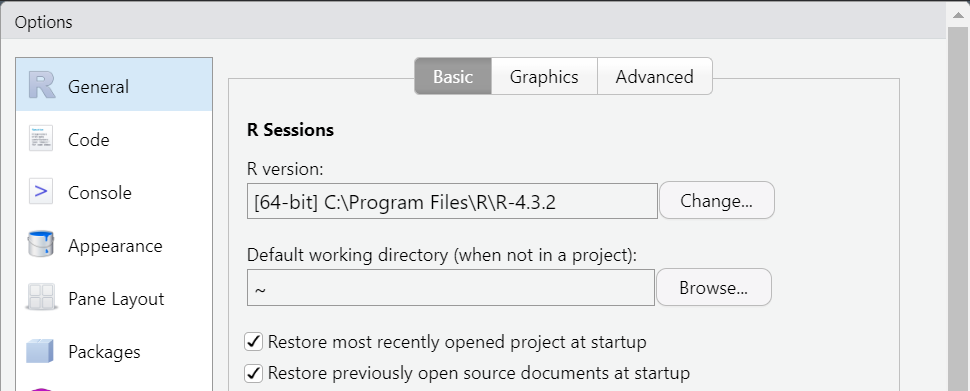 Options
General
Code
Console
Appearance
Pane Layout
Packages
Basic Graphics Advanced
R Sessions
R version:
[64-bit] C:\Program Files\R\R-4.3.2 Change...
Default working directory (when not in a project):
~ Browse...
Restore most recently opened project at startup
Restore previously open source documents at startup